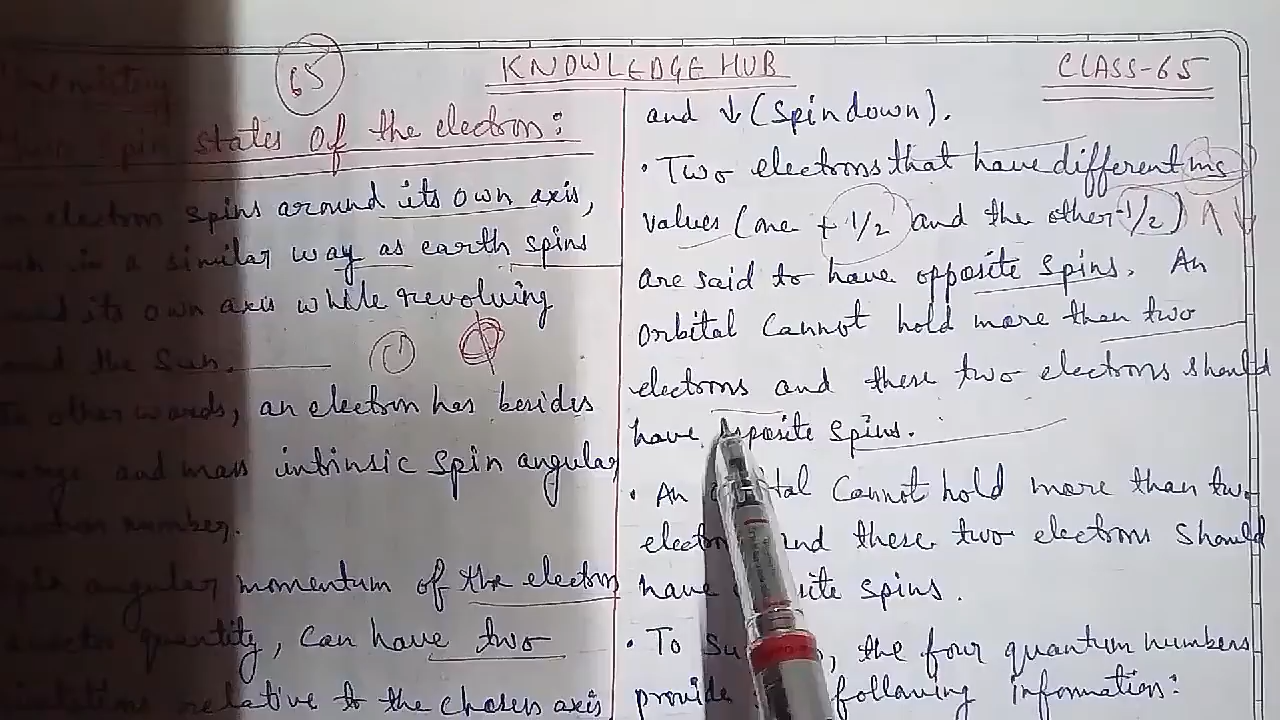 65
KNOWLEDGE HUB
CLASS-65
states of the electron:
electron spins around its own axis,
in a similar way as earth spins
its own axis while revolving
the Sun.
other words, an electron has besides
and mass intrinsic spin angular
number.
angular momentum of the electron
quantity, can have two
relative to the chosen axis
and ↓ (spin down).
• Two electrons that have different ms
values (one + 1/2 and the other -1/2) ↑ ↓
are said to have opposite spins. An
orbital cannot hold more than two
electrons and these two electrons should
have opposite spins.
• An cannot hold more than two
and these two electrons should
have spins.
• To the four quantum numbers
provide following information: